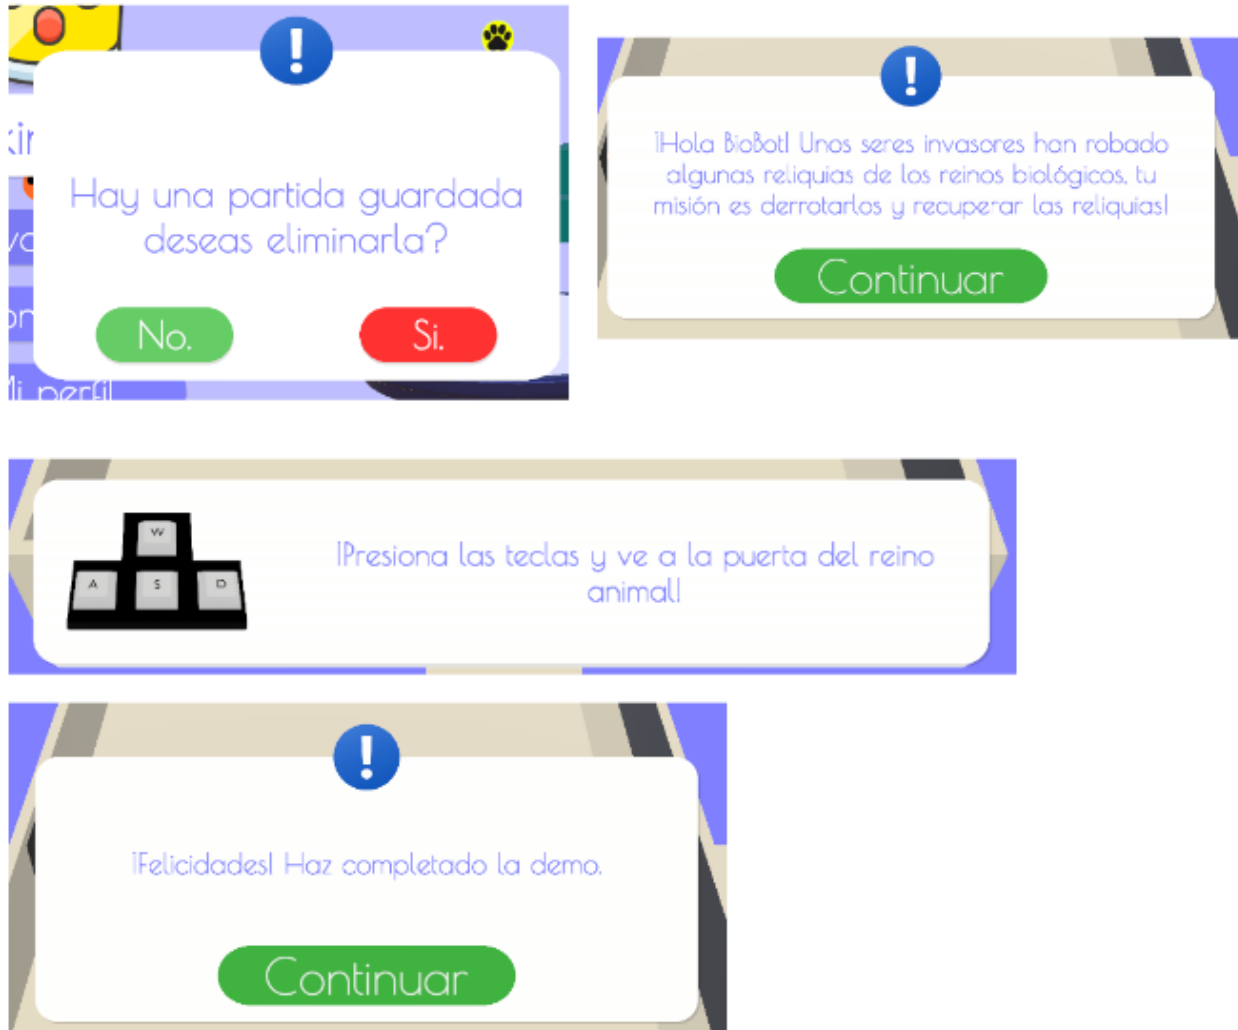 Hay una partida guardada
deseas eliminarla?
No.
Si.
Mi perfil
¡Hola BioBot! Unos seres invasores han robado
algunas reliquias de los reinos biológicos, tu
misión es derrotarlos y recuperar las reliquias!
Continuar
W
A
S
D
¡Presiona las teclas y ve a la puerta del reino
animal!
¡Felicidades! Haz completado la demo.
Continuar